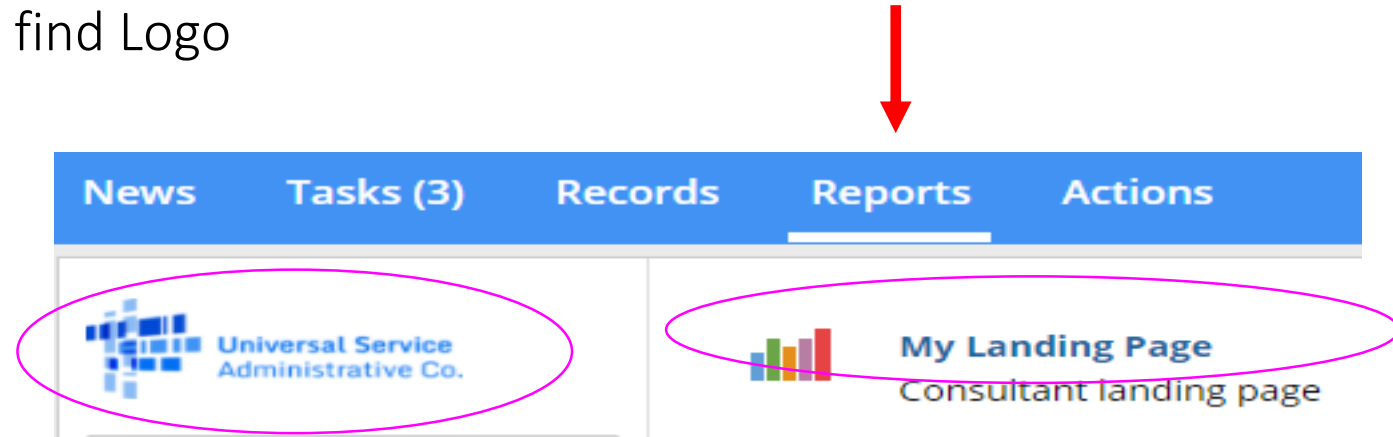 find Logo
News Tasks (3) Records Reports Actions
Universal Service
Administrative Co.
My Landing Page
Consultant landing page